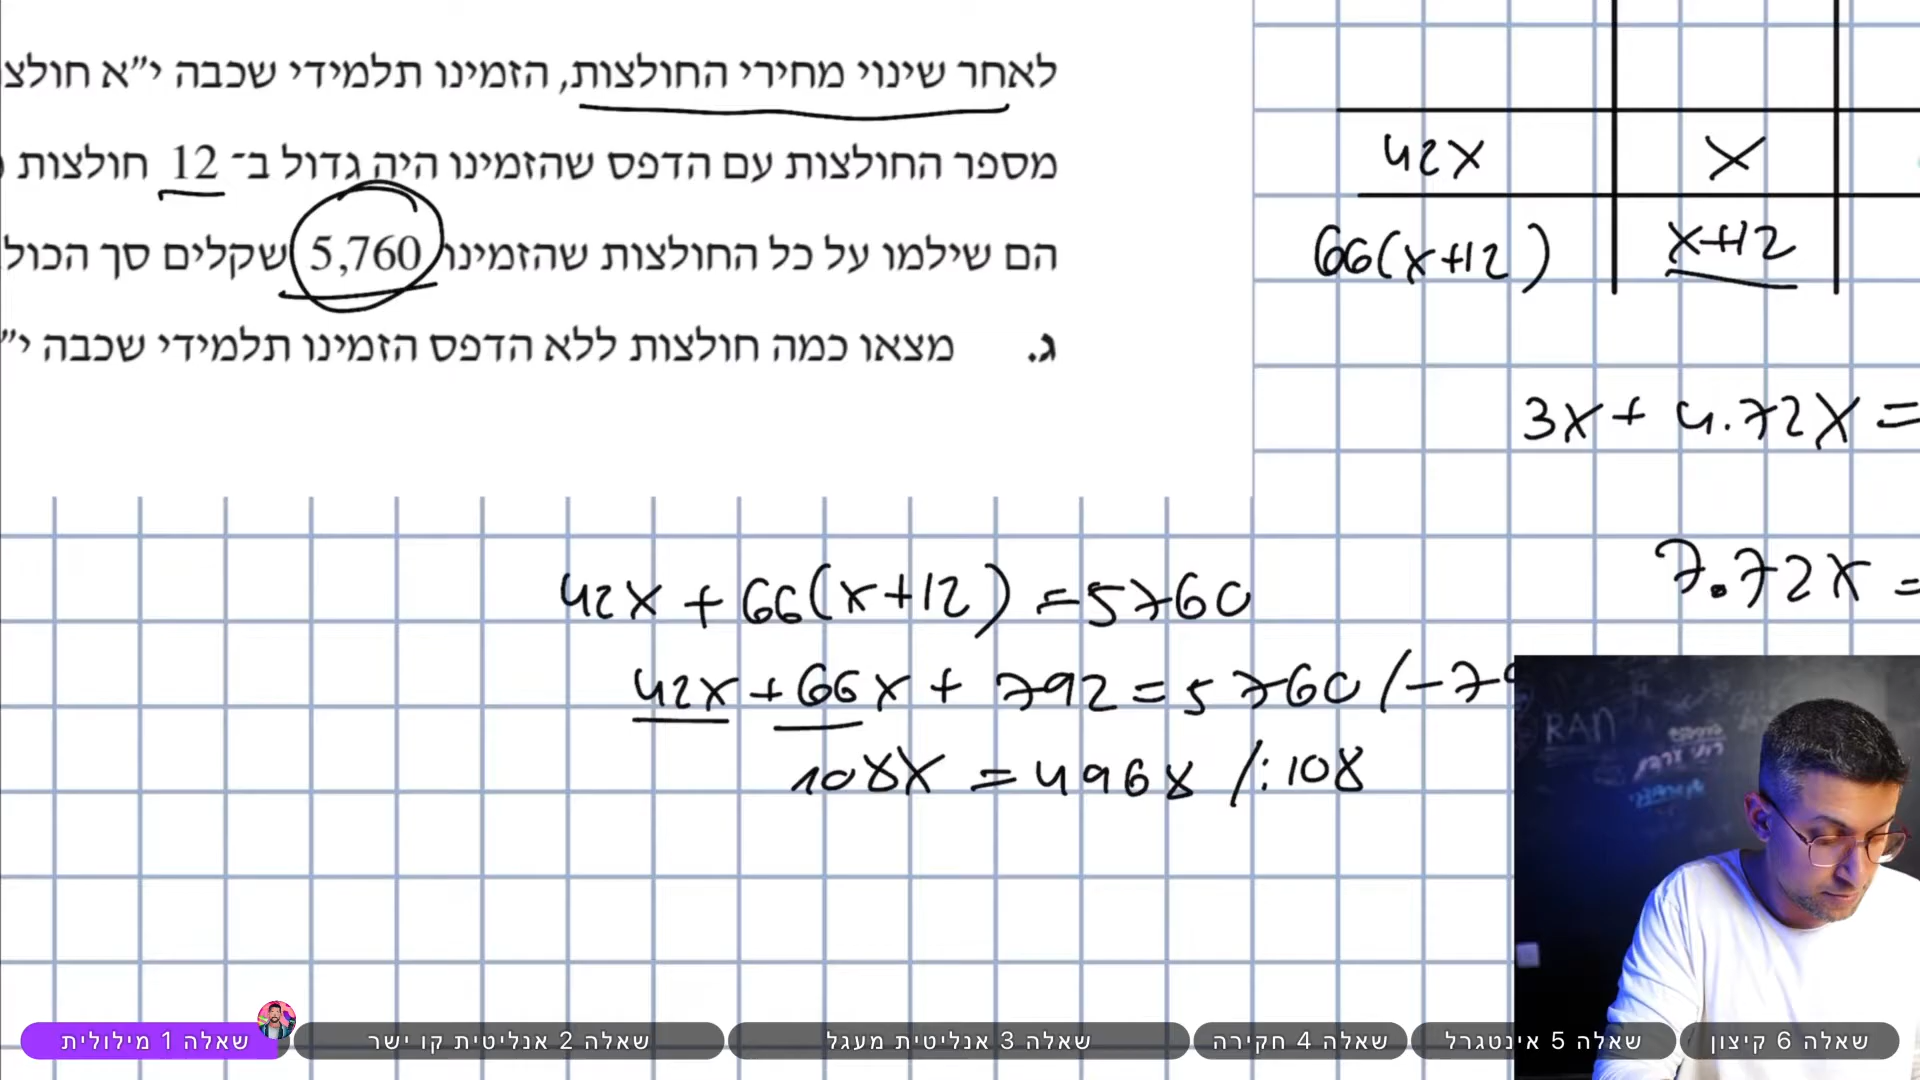 לאחר שינוי מחירי החולצות, הזמינו תלמידי שכבה י״א חולצ
מספר החולצות עם הדפס שהזמינו היה גדול ב־ 12 חולצות
הם שילמו על כל החולצות שהזמינו 5,760 שקלים סך הכול
ג. מצאו כמה חולצות ללא הדפס הזמינו תלמידי שכבה י״
42x x
66(x+12) x+12
3x + 4.72x =
7.72x =
42x + 66(x+12) = 5760
42x + 66x + 792 = 5760 /-79
108x = 4968 /:108
RAN
שאלה 1 מילולית
שאלה 2 אנליטית קו ישר
שאלה 3 אנליטית מעגל
שאלה 4 חקירה
שאלה 5 אינטגרל
שאלה 6 קיצון